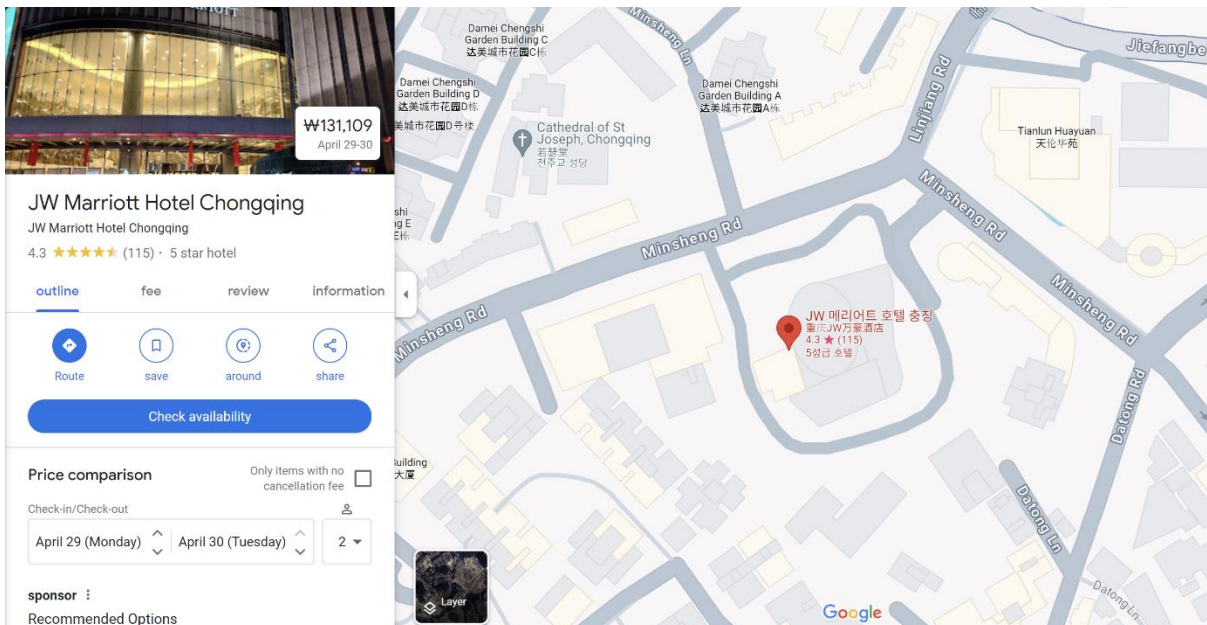 ₩131,109
April 29-30
JW Marriott Hotel Chongqing
JW Marriott Hotel Chongqing
4.3 ★★★★★ (115) · 5 star hotel
outline
fee
review
information
Route
save
around
share
Check availability
Price comparison
Only items with no
cancellation fee
Check-in/Check-out
April 29 (Monday)
April 30 (Tuesday)
2
sponsor
Recommended Options
Damei Chengshi
Garden Building C
达美城市花园C栋
Minsheng Ln
Linjiang Rd
Jiefangbe
Damei Chengshi
Garden Building D
达美城市花园D栋
美城市花园D号楼
Damei Chengshi
Garden Building A
达美城市花园A栋
Cathedral of St
Joseph, Chongqing
若瑟堂
천주교 성당
Tianlun Huayuan
天伦华苑
shi
ng E
E栋
Minsheng Rd
Minsheng Rd
Minsheng Rd
Minsheng Rd
JW 메리어트 호텔 충칭
重庆JW万豪酒店
4.3 ★ (115)
5성급 호텔
Datong Rd
Building
大厦
Datong Ln
Datong Ln
Layer
Google